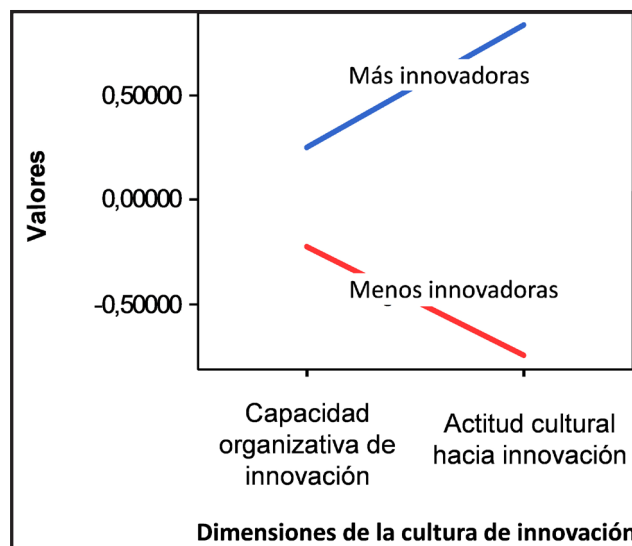 Más innovadoras
0,50000
Valores
0,00000
Menos innovadoras
-0,50000
Capacidad
organizativa de
innovación
Actitud cultural
hacia innovación
Dimensiones de la cultura de innovación